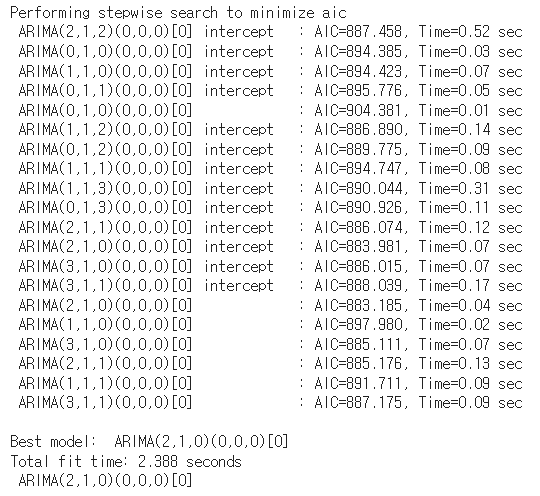 Performing stepwise search to minimize aic
 ARIMA(2,1,2)(0,0,0)[0] intercept   : AIC=887.458, Time=0.52 sec
 ARIMA(0,1,0)(0,0,0)[0] intercept   : AIC=894.385, Time=0.03 sec
 ARIMA(1,1,0)(0,0,0)[0] intercept   : AIC=894.423, Time=0.07 sec
 ARIMA(0,1,1)(0,0,0)[0] intercept   : AIC=895.776, Time=0.05 sec
 ARIMA(0,1,0)(0,0,0)[0]             : AIC=904.381, Time=0.01 sec
 ARIMA(1,1,2)(0,0,0)[0] intercept   : AIC=886.890, Time=0.14 sec
 ARIMA(0,1,2)(0,0,0)[0] intercept   : AIC=889.775, Time=0.09 sec
 ARIMA(1,1,1)(0,0,0)[0] intercept   : AIC=894.747, Time=0.08 sec
 ARIMA(1,1,3)(0,0,0)[0] intercept   : AIC=890.044, Time=0.31 sec
 ARIMA(0,1,3)(0,0,0)[0] intercept   : AIC=890.926, Time=0.11 sec
 ARIMA(2,1,1)(0,0,0)[0] intercept   : AIC=886.074, Time=0.12 sec
 ARIMA(2,1,0)(0,0,0)[0] intercept   : AIC=883.981, Time=0.07 sec
 ARIMA(3,1,0)(0,0,0)[0] intercept   : AIC=886.015, Time=0.07 sec
 ARIMA(3,1,1)(0,0,0)[0] intercept   : AIC=888.039, Time=0.17 sec
 ARIMA(2,1,0)(0,0,0)[0]             : AIC=883.185, Time=0.04 sec
 ARIMA(1,1,0)(0,0,0)[0]             : AIC=897.980, Time=0.02 sec
 ARIMA(3,1,0)(0,0,0)[0]             : AIC=885.111, Time=0.07 sec
 ARIMA(2,1,1)(0,0,0)[0]             : AIC=885.176, Time=0.13 sec
 ARIMA(1,1,1)(0,0,0)[0]             : AIC=891.711, Time=0.09 sec
 ARIMA(3,1,1)(0,0,0)[0]             : AIC=887.175, Time=0.09 sec

Best model:  ARIMA(2,1,0)(0,0,0)[0]
Total fit time: 2.388 seconds
 ARIMA(2,1,0)(0,0,0)[0]